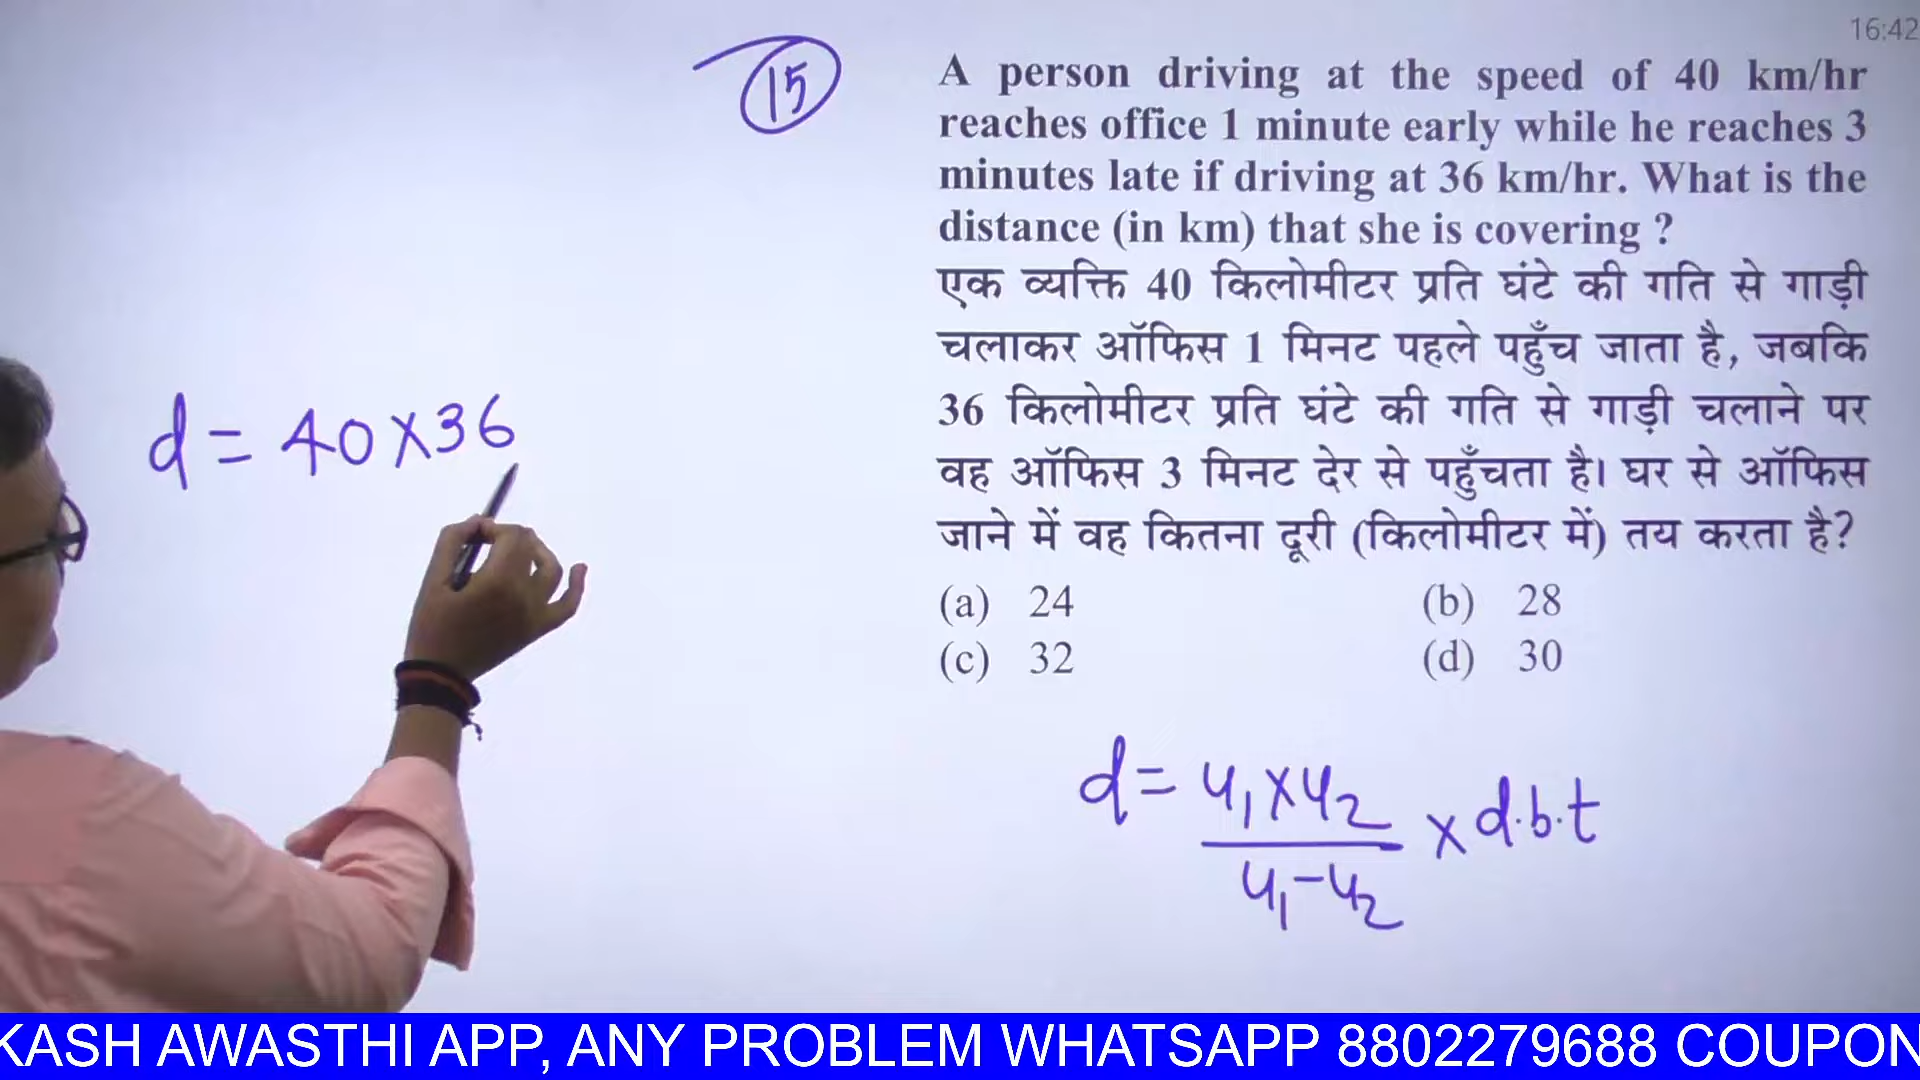 16:42
15
A person driving at the speed of 40 km/hr
reaches office 1 minute early while he reaches 3
minutes late if driving at 36 km/hr. What is the
distance (in km) that she is covering ?
एक व्यक्ति 40 किलोमीटर प्रति घंटे की गति से गाड़ी
चलाकर ऑफिस 1 मिनट पहले पहुँच जाता है, जबकि
36 किलोमीटर प्रति घंटे की गति से गाड़ी चलाने पर
वह ऑफिस 3 मिनट देर से पहुँचता है। घर से ऑफिस
जाने में वह कितना दूरी (किलोमीटर में) तय करता है?
(a) 24 (b) 28
(c) 32 (d) 30
d = 40×36
d = u₁×u₂
× d.b.t
u₁-u₂
KASH AWASTHI APP, ANY PROBLEM WHATSAPP 8802279688 COUPON